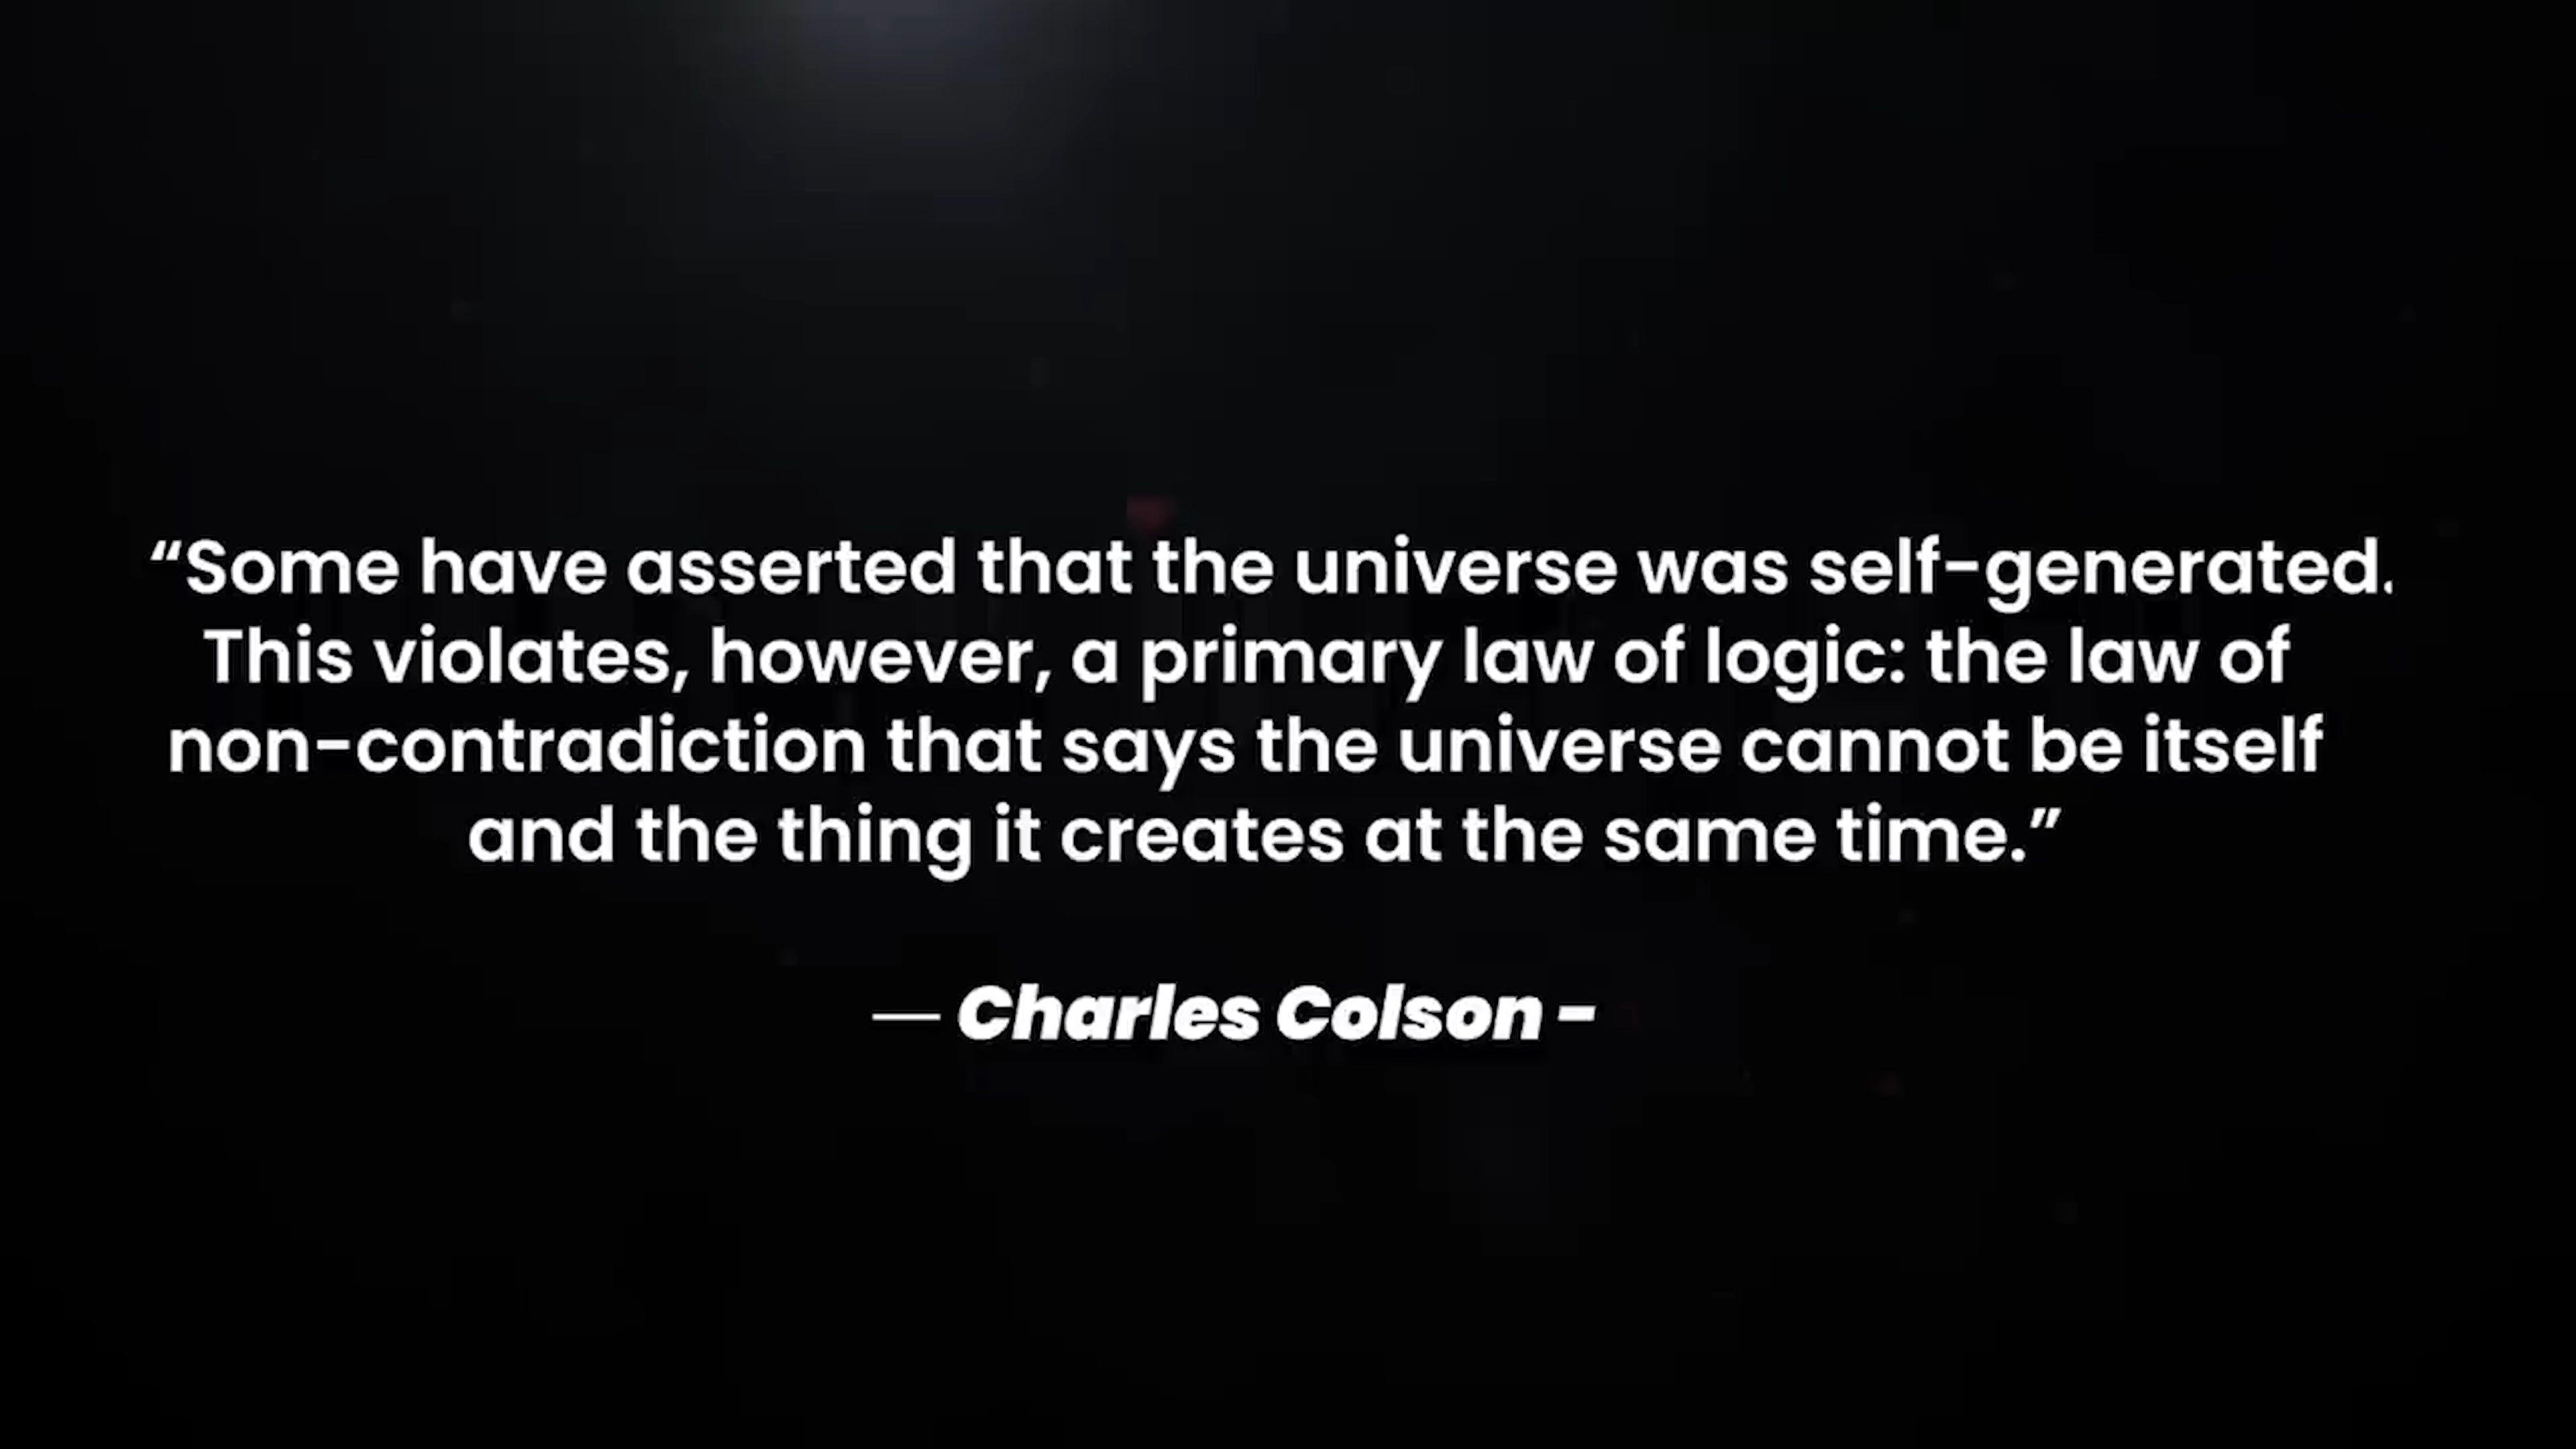 “Some have asserted that the universe was self-generated.
This violates, however, a primary law of logic: the law of
non-contradiction that says the universe cannot be itself
and the thing it creates at the same time.”
— Charles Colson -